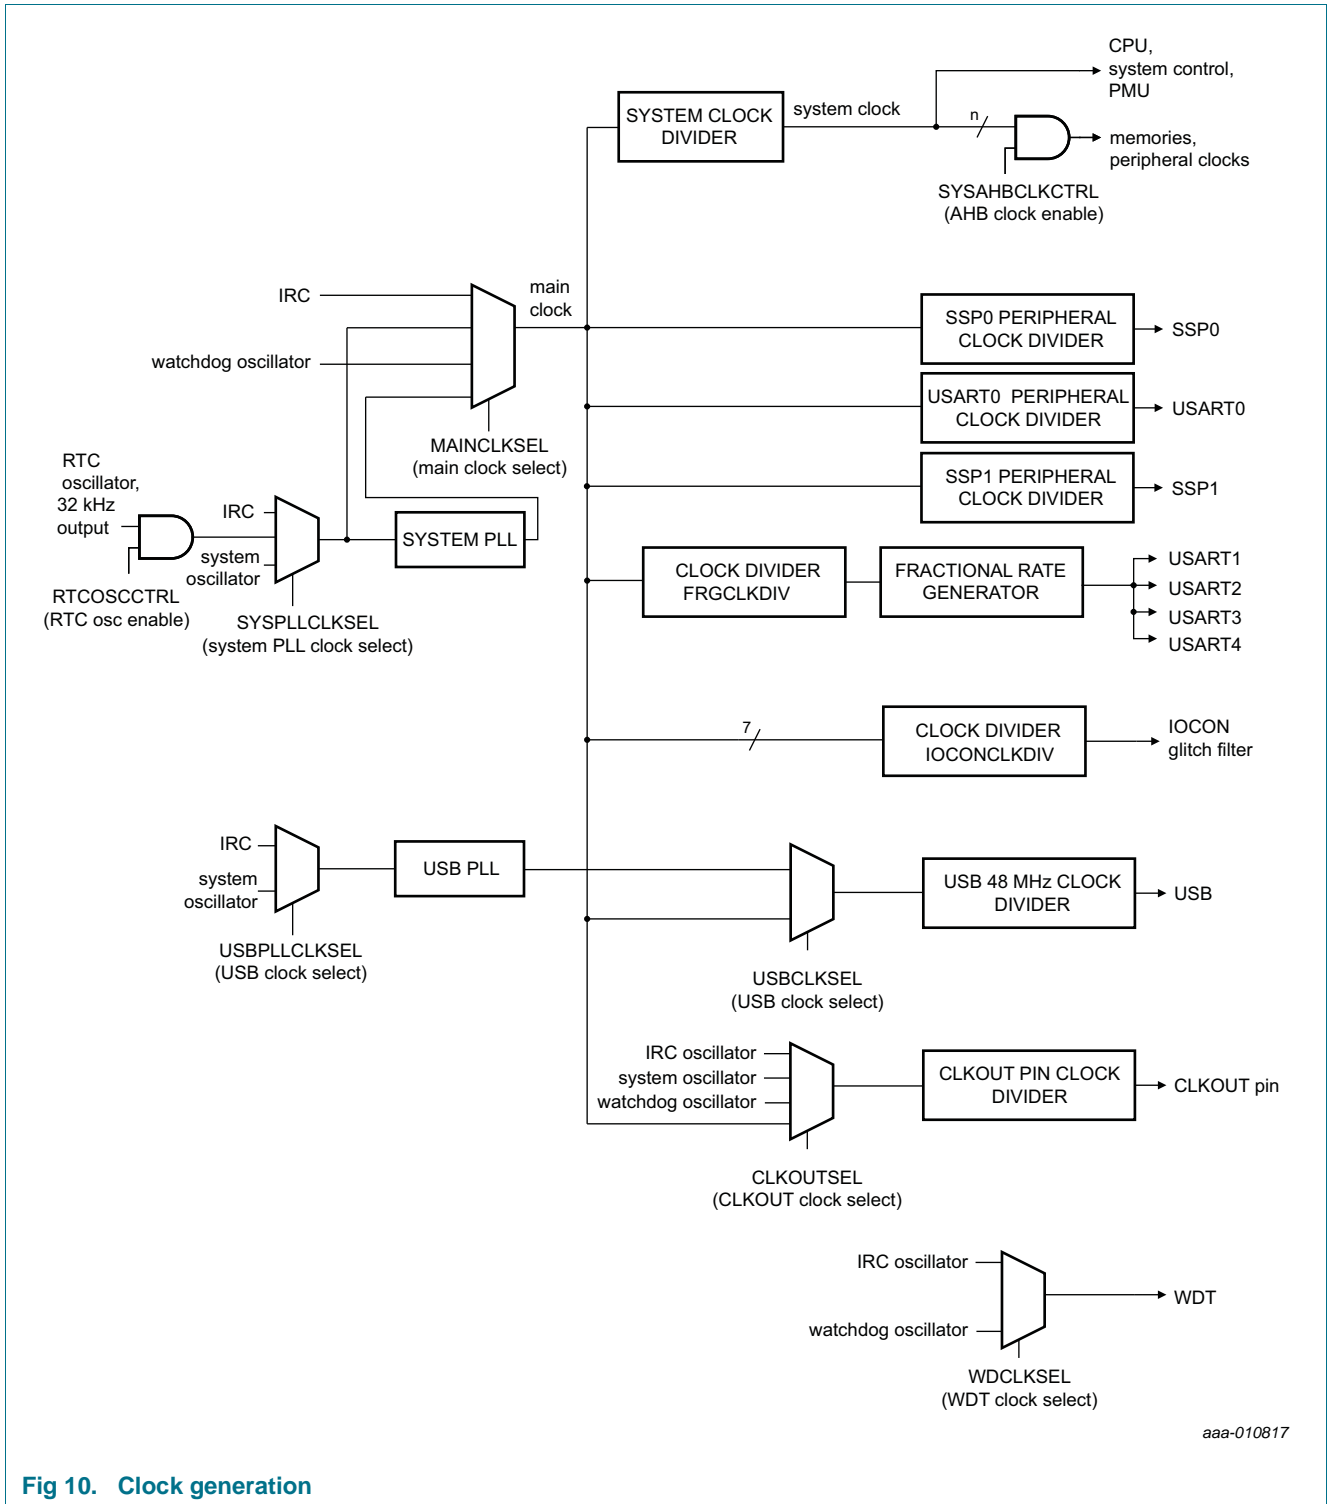 CPU,
system control,
PMU
SYSTEM CLOCK
DIVIDER
system clock
n
memories,
peripheral clocks
SYSAHBCLKCTRL
(AHB clock enable)
IRC
main
clock
watchdog oscillator
MAINCLKSEL
(main clock select)
SSP0 PERIPHERAL
CLOCK DIVIDER
SSP0
USART0 PERIPHERAL
CLOCK DIVIDER
USART0
SSP1 PERIPHERAL
CLOCK DIVIDER
SSP1
RTC
oscillator,
32 kHz
output
RTCOSCCTRL
(RTC osc enable)
IRC
system
oscillator
SYSPLLCLKSEL
(system PLL clock select)
SYSTEM PLL
CLOCK DIVIDER
FRGCLKDIV
FRACTIONAL RATE
GENERATOR
USART1
USART2
USART3
USART4
7
CLOCK DIVIDER
IOCONCLKDIV
IOCON
glitch filter
IRC
system
oscillator
USBPLLCLKSEL
(USB clock select)
USB PLL
USBCLKSEL
(USB clock select)
USB 48 MHz CLOCK
DIVIDER
USB
IRC oscillator
system oscillator
watchdog oscillator
CLKOUTSEL
(CLKOUT clock select)
CLKOUT PIN CLOCK
DIVIDER
CLKOUT pin
IRC oscillator
watchdog oscillator
WDCLKSEL
(WDT clock select)
WDT
aaa-010817
Fig 10. Clock generation